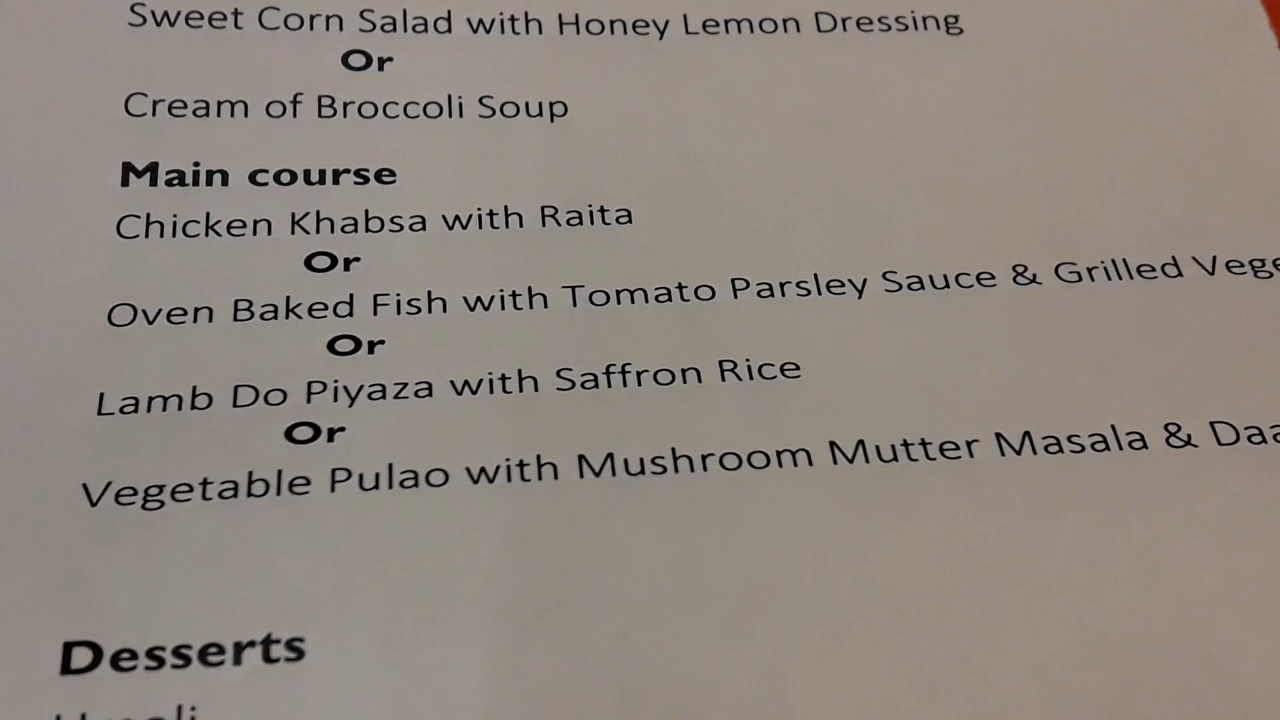 Sweet Corn Salad with Honey Lemon Dressing
Or
Cream of Broccoli Soup
Main course
Chicken Khabsa with Raita
Or
Oven Baked Fish with Tomato Parsley Sauce & Grilled
Or
Lamb Do Piyaza with Saffron Rice
Or
Vegetable Pulao with Mushroom Mutter Masala &
Desserts